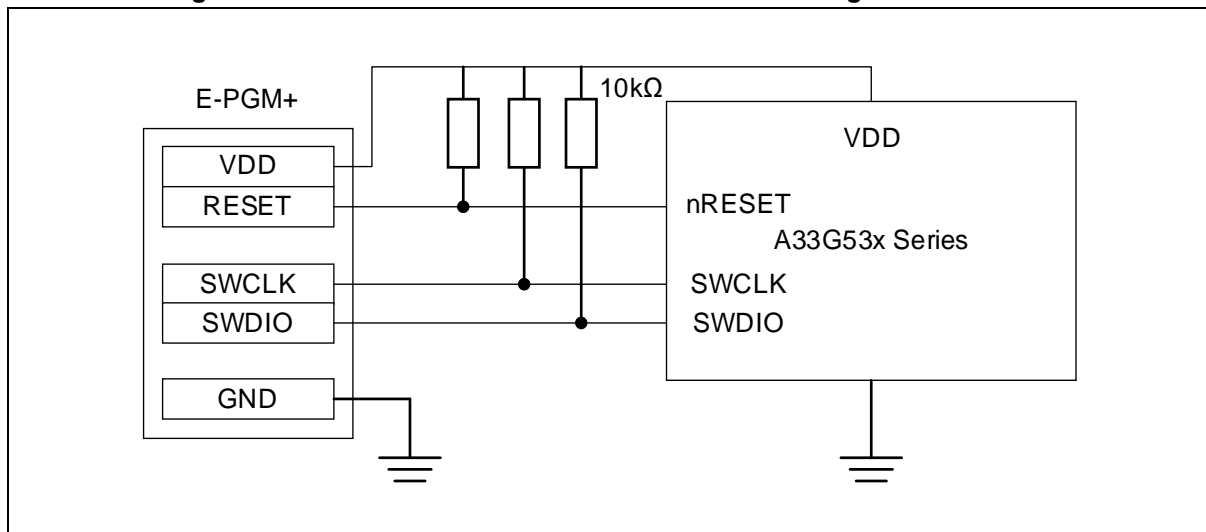 10kΩ
E-PGM+
VDD
VDD
RESET
nRESET
A33G53x Series
SWCLK
SWCLK
SWDIO
SWDIO
GND